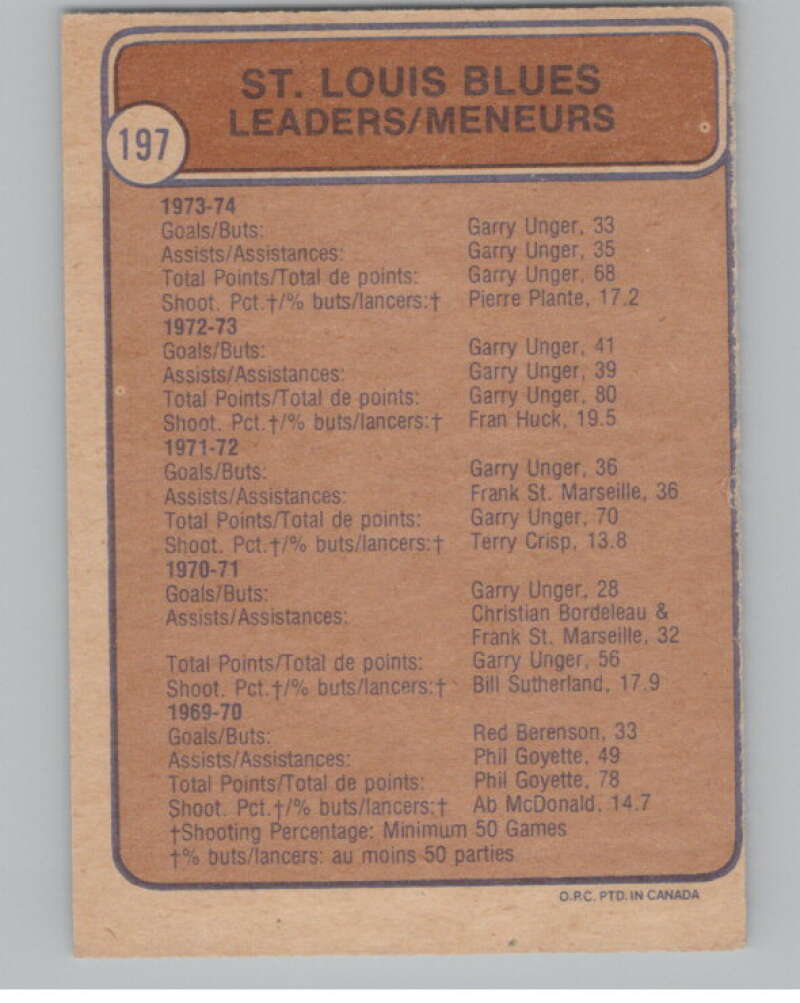 197
ST. LOUIS BLUES
LEADERS/MENEURS
1973-74
Goals/Buts: Garry Unger, 33
Assists/Assistances: Garry Unger, 35
Total Points/Total de points: Garry Unger, 68
Shoot. Pct.†/% buts/lancers:† Pierre Plante, 17.2
1972-73
Goals/Buts: Garry Unger, 41
Assists/Assistances: Garry Unger, 39
Total Points/Total de points: Garry Unger, 80
Shoot. Pct.†/% buts/lancers:† Fran Huck, 19.5
1971-72
Goals/Buts: Garry Unger, 36
Assists/Assistances: Frank St. Marseille, 36
Total Points/Total de points: Garry Unger, 70
Shoot. Pct.†/% buts/lancers:† Terry Crisp, 13.8
1970-71
Goals/Buts: Garry Unger, 28
Assists/Assistances: Christian Bordeleau &
Frank St. Marseille, 32
Total Points/Total de points: Garry Unger, 56
Shoot. Pct.†/% buts/lancers:† Bill Sutherland, 17.9
1969-70
Goals/Buts: Red Berenson, 33
Assists/Assistances: Phil Goyette, 49
Total Points/Total de points: Phil Goyette, 78
Shoot. Pct.†/% buts/lancers:† Ab McDonald, 14.7
†Shooting Percentage: Minimum 50 Games
†% buts/lancers: au moins 50 parties
O.P.C. PTD. IN CANADA